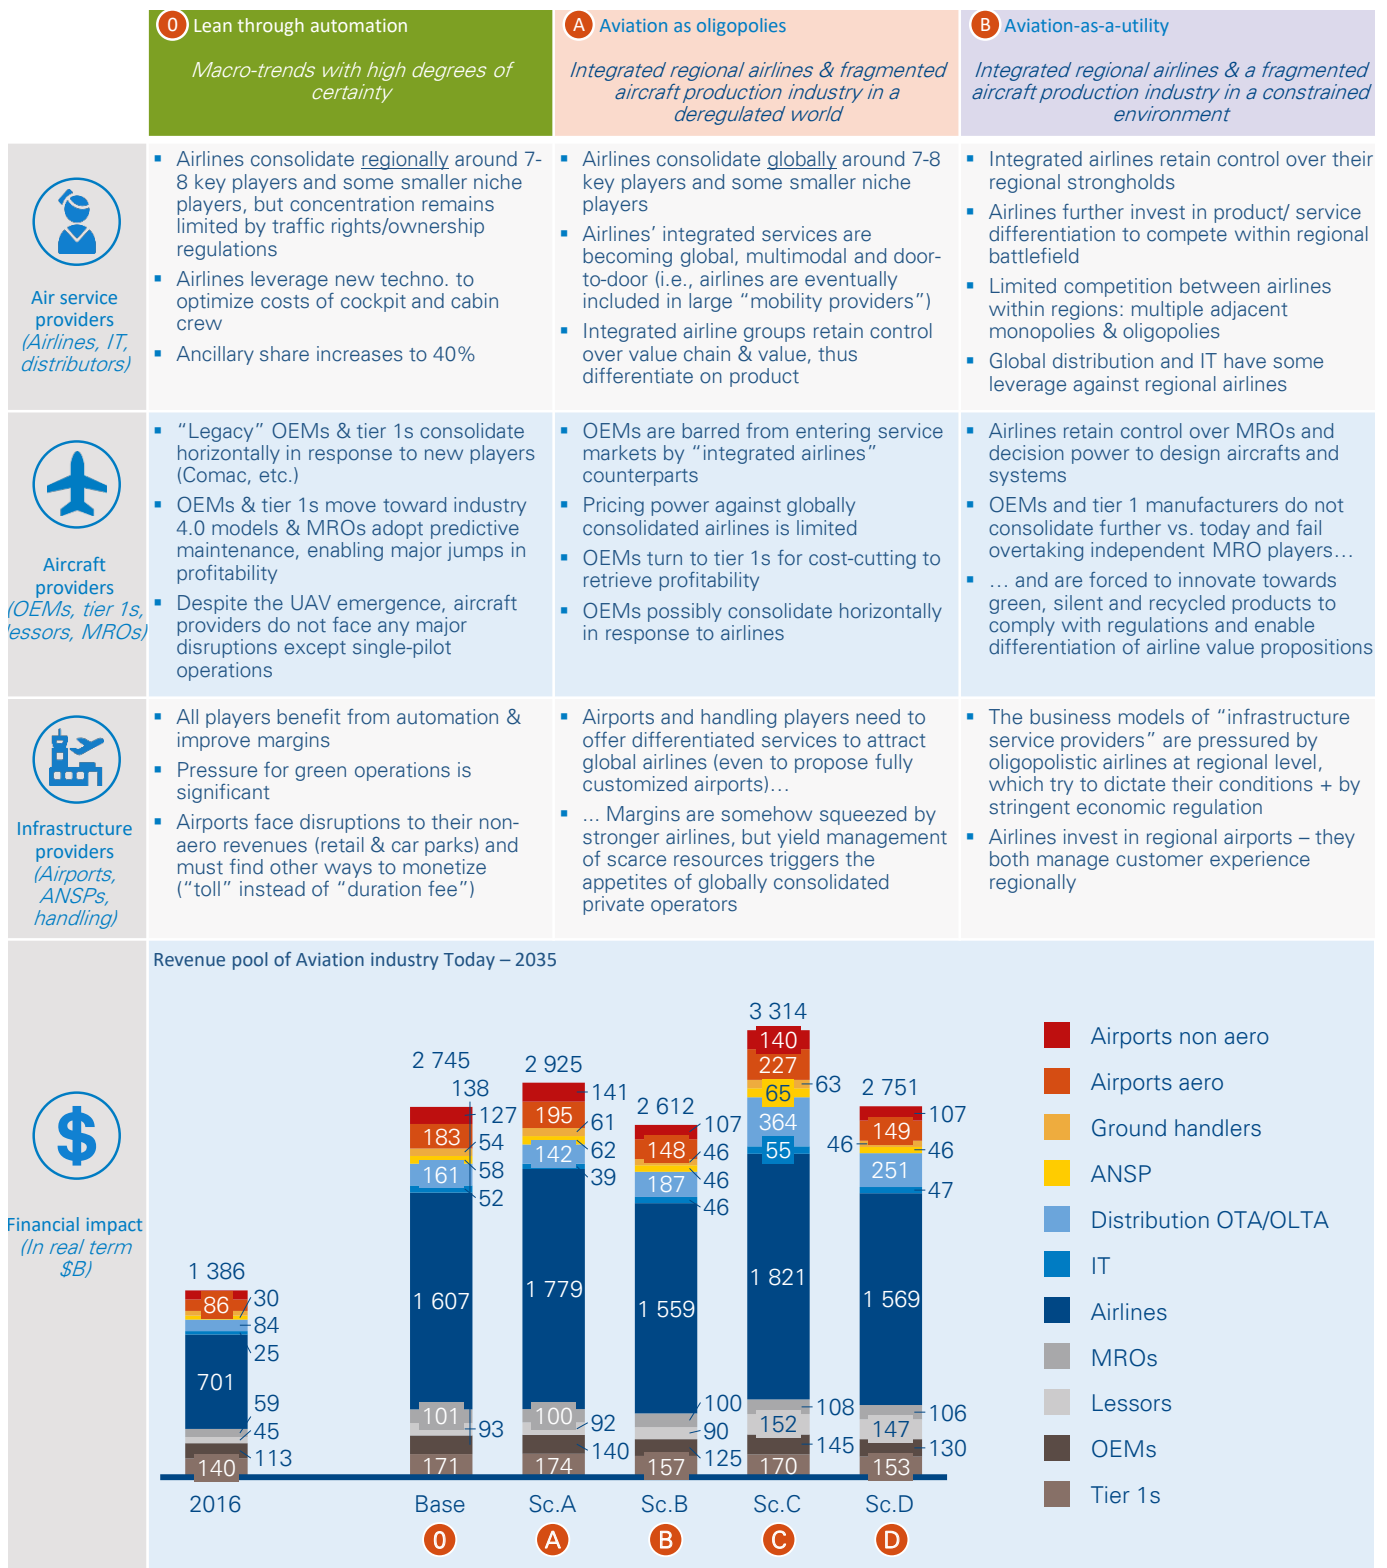 0 Lean through automation
Macro-trends with high degrees of
certainty
A Aviation as oligopolies
Integrated regional airlines & fragmented
aircraft production industry in a
deregulated world
B Aviation-as-a-utility
Integrated regional airlines & a fragmented
aircraft production industry in a constrained
environment
Air service
providers
(Airlines, IT,
distributors)
▪ Airlines consolidate regionally around 7-
8 key players and some smaller niche
players, but concentration remains
limited by traffic rights/ownership
regulations
▪ Airlines leverage new techno. to
optimize costs of cockpit and cabin
crew
▪ Ancillary share increases to 40%
▪ Airlines consolidate globally around 7-8
key players and some smaller niche
players
▪ Airlines’ integrated services are
becoming global, multimodal and door-
to-door (i.e., airlines are eventually
included in large “mobility providers”)
▪ Integrated airline groups retain control
over value chain & value, thus
differentiate on product
▪ Integrated airlines retain control over their
regional strongholds
▪ Airlines further invest in product/ service
differentiation to compete within regional
battlefield
▪ Limited competition between airlines
within regions: multiple adjacent
monopolies & oligopolies
▪ Global distribution and IT have some
leverage against regional airlines
Aircraft
providers
(OEMs, tier 1s,
lessors, MROs)
▪ “Legacy” OEMs & tier 1s consolidate
horizontally in response to new players
(Comac, etc.)
▪ OEMs & tier 1s move toward industry
4.0 models & MROs adopt predictive
maintenance, enabling major jumps in
profitability
▪ Despite the UAV emergence, aircraft
providers do not face any major
disruptions except single-pilot
operations
▪ OEMs are barred from entering service
markets by “integrated airlines”
counterparts
▪ Pricing power against globally
consolidated airlines is limited
▪ OEMs turn to tier 1s for cost-cutting to
retrieve profitability
▪ OEMs possibly consolidate horizontally
in response to airlines
▪ Airlines retain control over MROs and
decision power to design aircrafts and
systems
▪ OEMs and tier 1 manufacturers do not
consolidate further vs. today and fail
overtaking independent MRO players…
▪ … and are forced to innovate towards
green, silent and recycled products to
comply with regulations and enable
differentiation of airline value propositions
Infrastructure
providers
(Airports,
ANSPs,
handling)
▪ All players benefit from automation &
improve margins
▪ Pressure for green operations is
significant
▪ Airports face disruptions to their non-
aero revenues (retail & car parks) and
must find other ways to monetize
(“toll” instead of “duration fee”)
▪ Airports and handling players need to
offer differentiated services to attract
global airlines (even to propose fully
customized airports)…
▪ ... Margins are somehow squeezed by
stronger airlines, but yield management
of scarce resources triggers the
appetites of globally consolidated
private operators
▪ The business models of “infrastructure
service providers” are pressured by
oligopolistic airlines at regional level,
which try to dictate their conditions + by
stringent economic regulation
▪ Airlines invest in regional airports – they
both manage customer experience
regionally
Financial impact
(In real term
$B)
Revenue pool of Aviation industry Today – 2035
1 386
86
30
84
25
701
59
45
113
140
2016
2 745
138
127
183
54
58
161
52
1 607
101
93
171
Base
0
2 925
141
195
61
62
142
39
1 779
100
92
140
174
Sc.A
A
2 612
107
148
46
46
187
46
1 559
100
90
125
157
Sc.B
B
3 314
140
227
63
65
364
55
1 821
108
152
145
170
Sc.C
C
2 751
107
149
46
46
251
47
1 569
106
147
130
153
Sc.D
D
Airports non aero
Airports aero
Ground handlers
ANSP
Distribution OTA/OLTA
IT
Airlines
MROs
Lessors
OEMs
Tier 1s